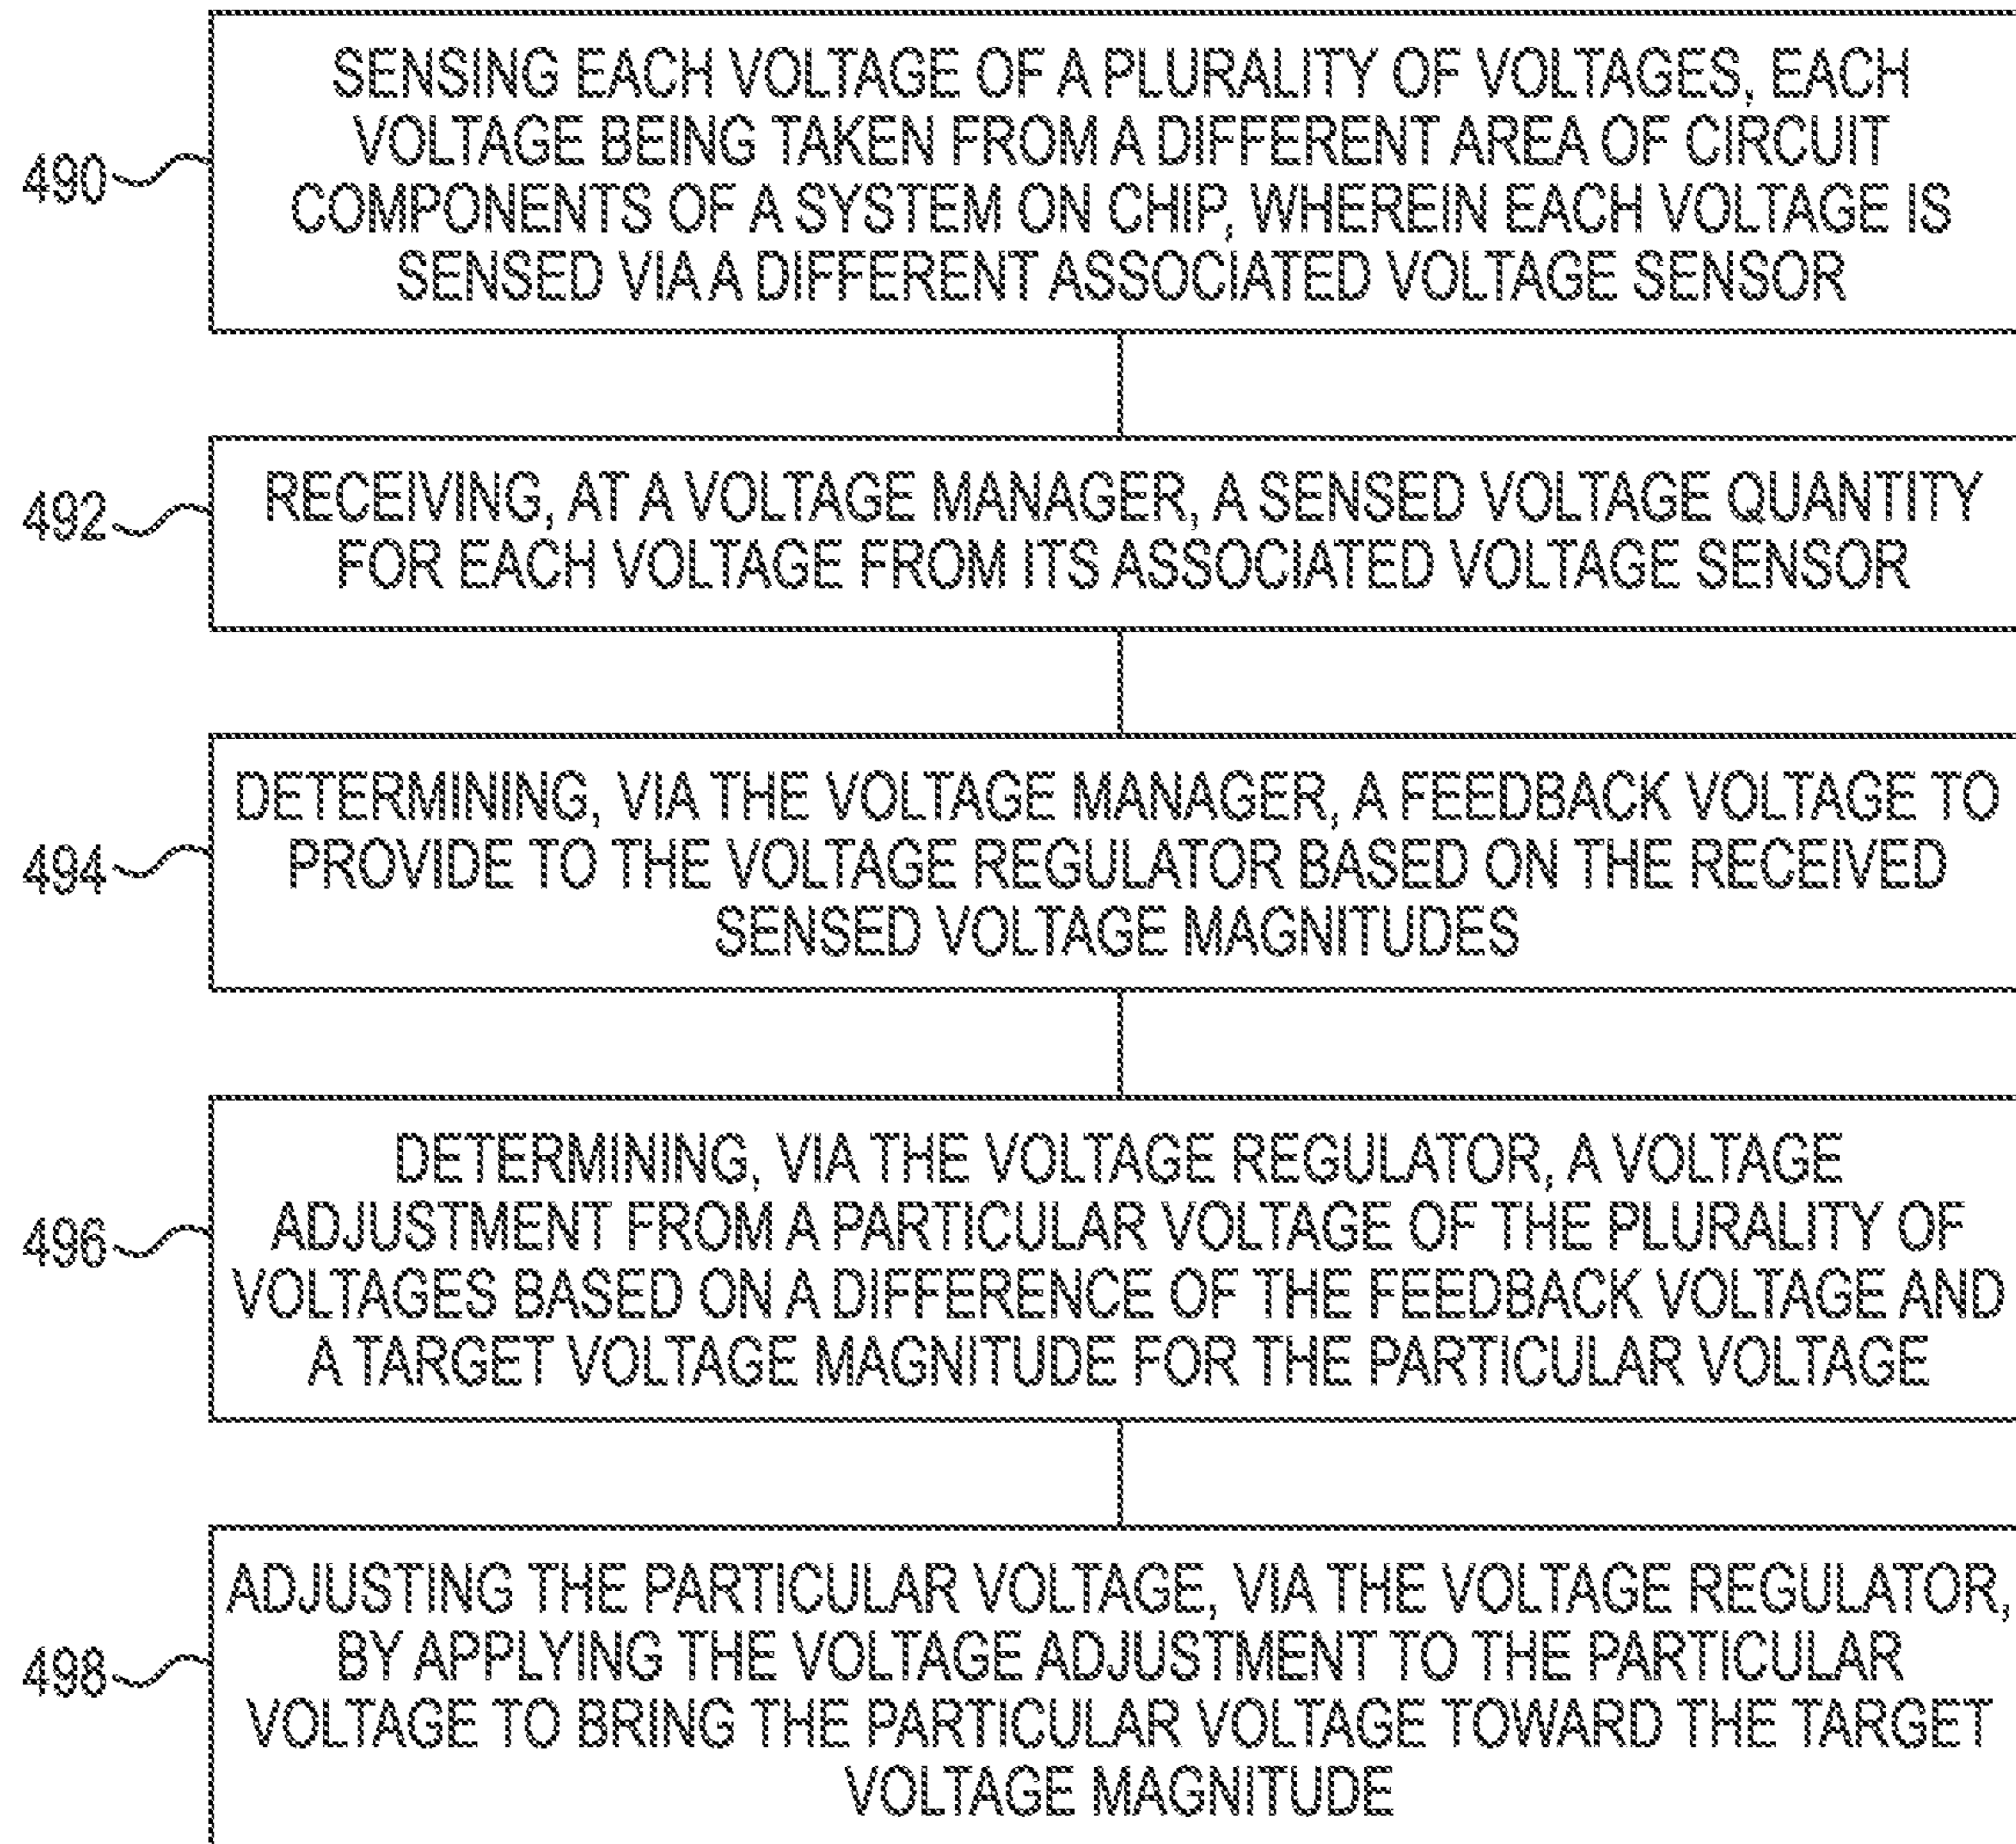 SENSING EACH VOLTAGE OF A PLURALITY OF VOLTAGES, EACH
VOLTAGE BEING TAKEN FROM A DIFFERENT AREA OF CIRCUIT
COMPONENTS OF A SYSTEM ON CHIP, WHEREIN EACH VOLTAGE IS
SENSED VIA A DIFFERENT ASSOCIATED VOLTAGE SENSOR
490
RECEIVING, AT A VOLTAGE MANAGER, A SENSED VOLTAGE QUANTITY
FOR EACH VOLTAGE FROM ITS ASSOCIATED VOLTAGE SENSOR
492
DETERMINING, VIA THE VOLTAGE MANAGER, A FEEDBACK VOLTAGE TO
PROVIDE TO THE VOLTAGE REGULATOR BASED ON THE RECEIVED
SENSED VOLTAGE MAGNITUDES
494
DETERMINING, VIA THE VOLTAGE REGULATOR, A VOLTAGE
ADJUSTMENT FROM A PARTICULAR VOLTAGE OF THE PLURALITY OF
VOLTAGES BASED ON A DIFFERENCE OF THE FEEDBACK VOLTAGE AND
A TARGET VOLTAGE MAGNITUDE FOR THE PARTICULAR VOLTAGE
496
ADJUSTING THE PARTICULAR VOLTAGE, VIA THE VOLTAGE REGULATOR,
BY APPLYING THE VOLTAGE ADJUSTMENT TO THE PARTICULAR
VOLTAGE TO BRING THE PARTICULAR VOLTAGE TOWARD THE TARGET
VOLTAGE MAGNITUDE
498